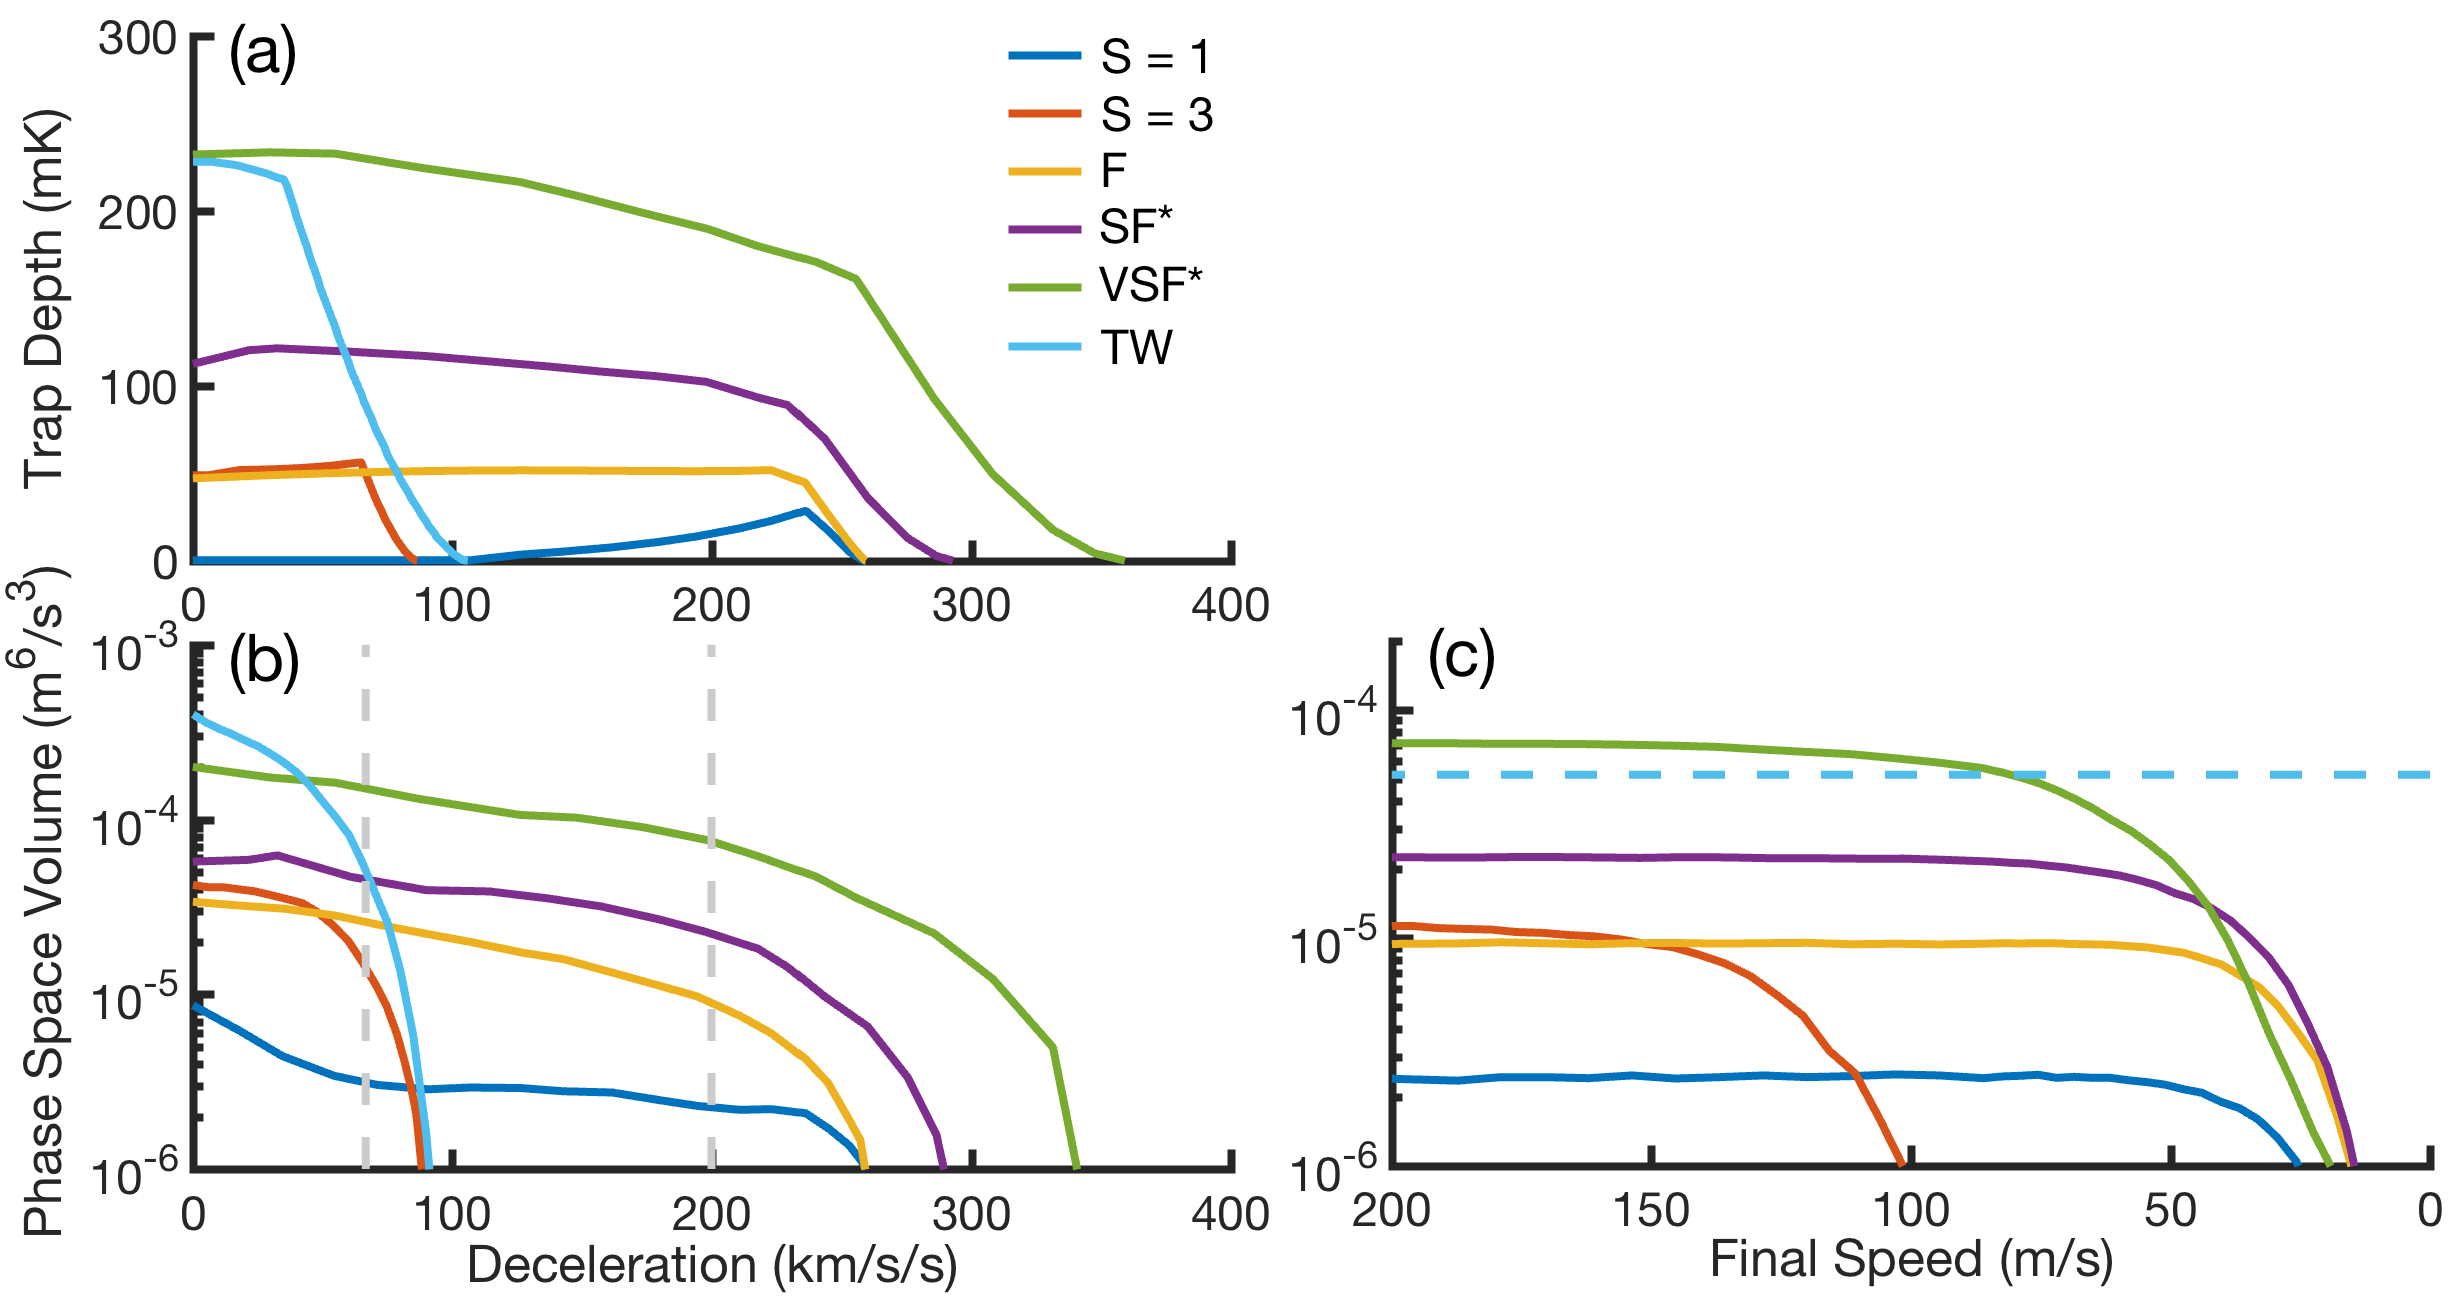 (a)
300
200
100
0
Trap Depth (mK)
S = 1
S = 3
F
SF*
VSF*
TW
0 100 200 300 400
(b)
10^-3
10^-4
10^-5
10^-6
Phase Space Volume (m^6/s^3)
0 100 200 300 400
Deceleration (km/s/s)
(c)
10^-4
10^-5
10^-6
200 150 100 50 0
Final Speed (m/s)